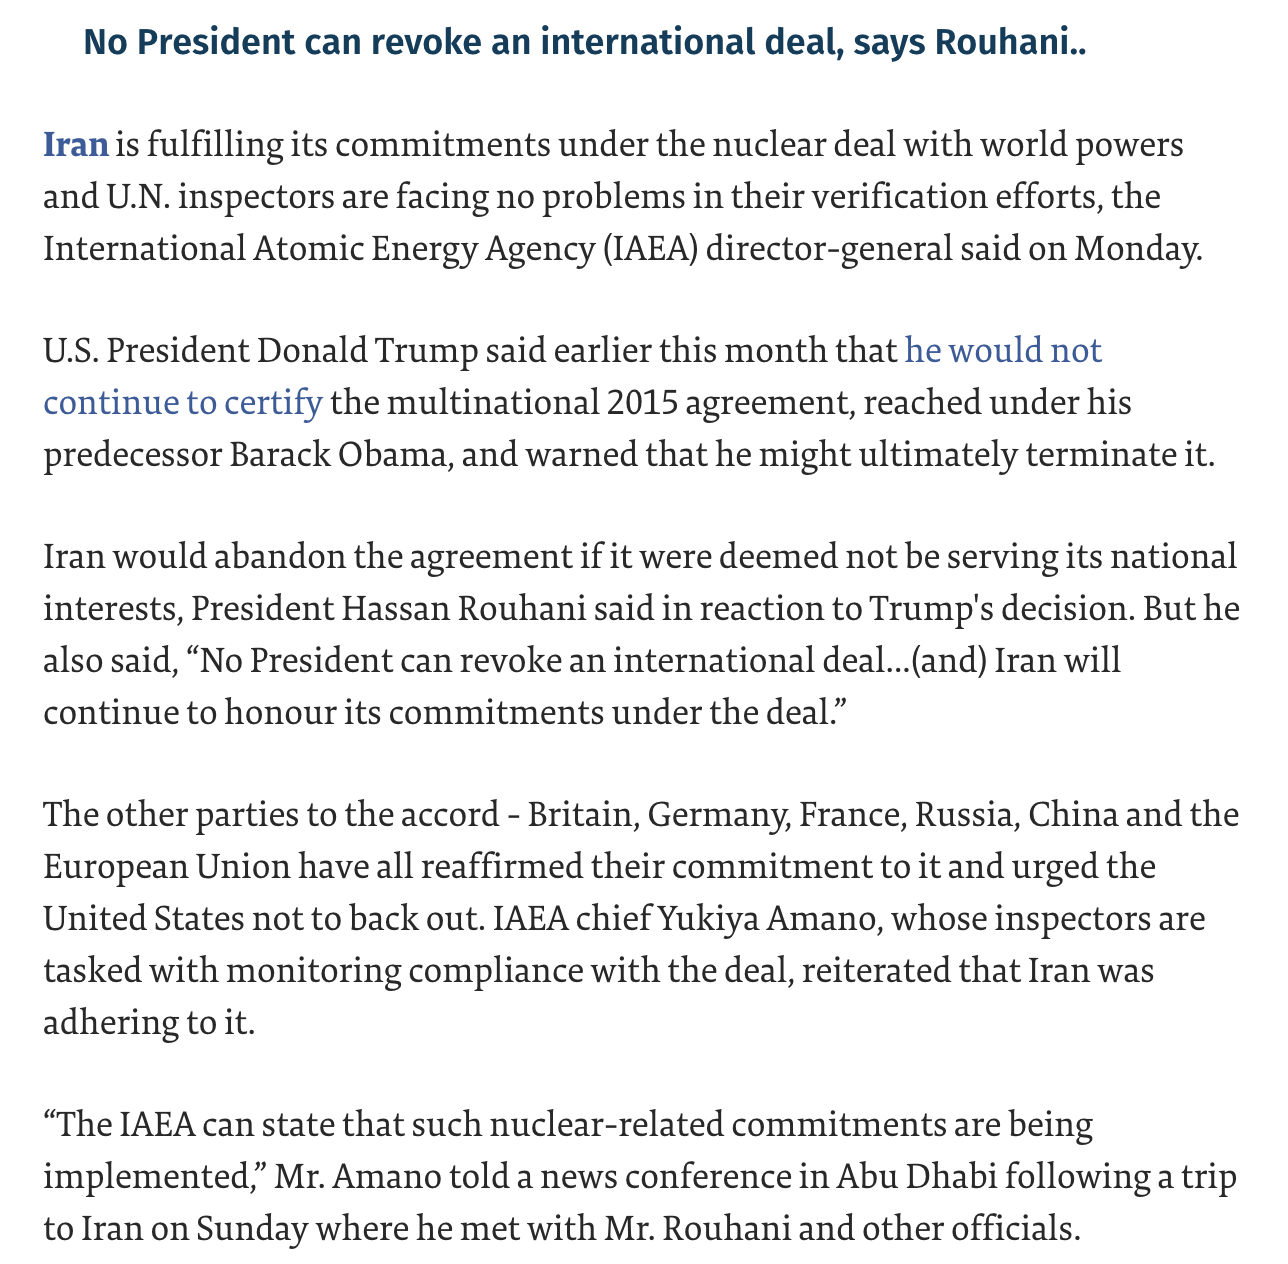 No President can revoke an international deal, says Rouhani..
Iran is fulfilling its commitments under the nuclear deal with world powers
and U.N. inspectors are facing no problems in their verification efforts, the
International Atomic Energy Agency (IAEA) director-general said on Monday.
U.S. President Donald Trump said earlier this month that he would not
continue to certify the multinational 2015 agreement, reached under his
predecessor Barack Obama, and warned that he might ultimately terminate it.
Iran would abandon the agreement if it were deemed not be serving its national
interests, President Hassan Rouhani said in reaction to Trump's decision. But he
also said, “No President can revoke an international deal...(and) Iran will
continue to honour its commitments under the deal.”
The other parties to the accord - Britain, Germany, France, Russia, China and the
European Union have all reaffirmed their commitment to it and urged the
United States not to back out. IAEA chief Yukiya Amano, whose inspectors are
tasked with monitoring compliance with the deal, reiterated that Iran was
adhering to it.
“The IAEA can state that such nuclear-related commitments are being
implemented,” Mr. Amano told a news conference in Abu Dhabi following a trip
to Iran on Sunday where he met with Mr. Rouhani and other officials.